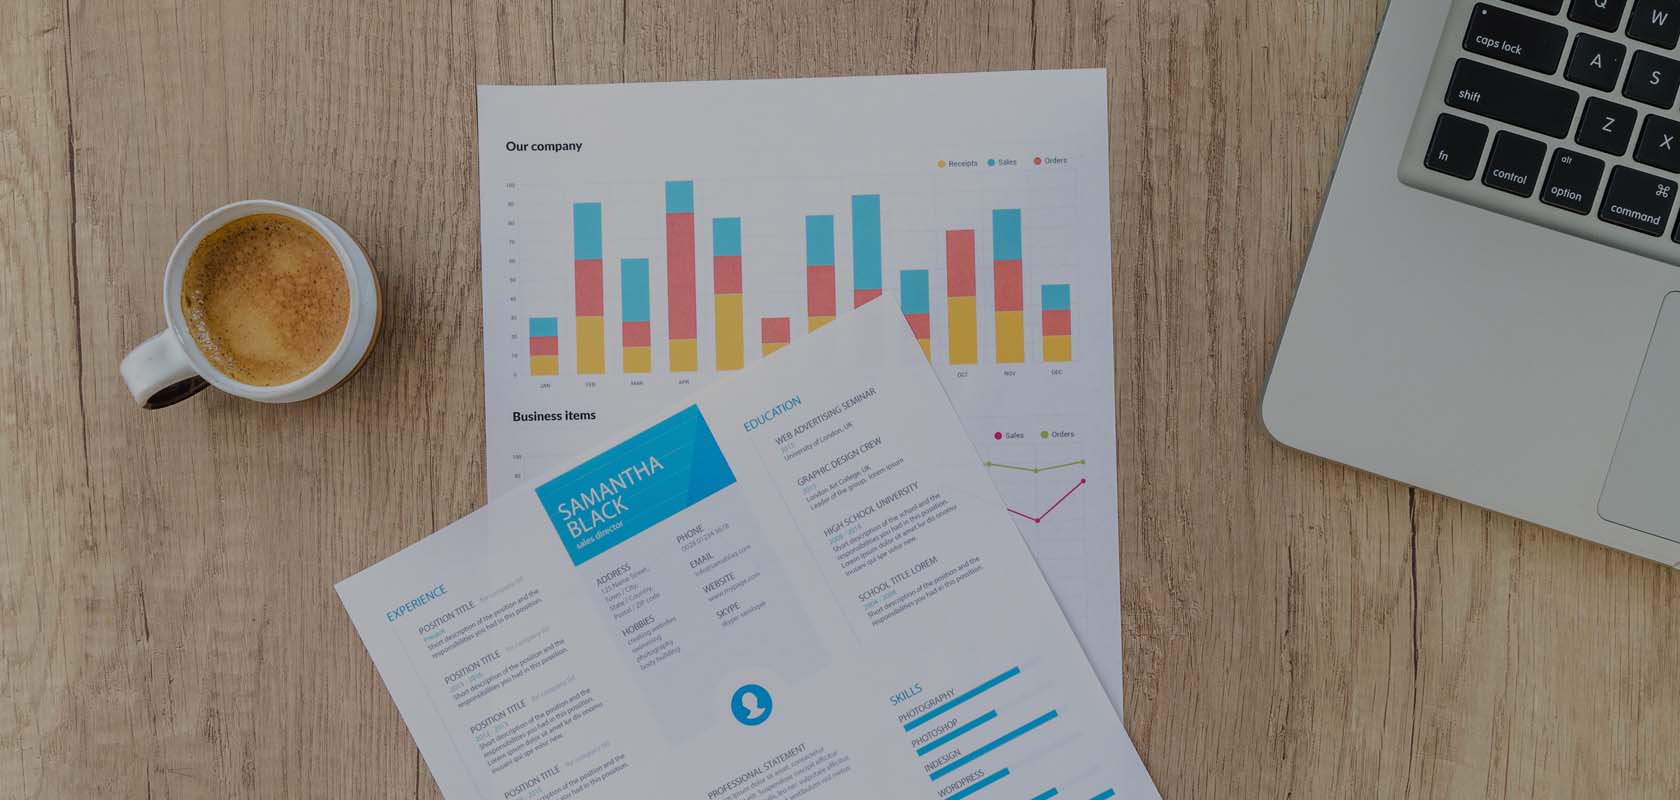 Our company
Receipts Sales Orders
100
90
80
70
60
50
40
30
20
10
0
JAN FEB MAR APR OCT NOV DEC
Business items
Sales Orders
100
SAMANTHA
BLACK
sales director
EXPERIENCE
POSITION TITLE
Present
Short description of the position and the
responsibilities you had in this position.
POSITION TITLE
Short description of the position and the
responsibilities you had in this position.
POSITION TITLE
Short description of the position and the
responsibilities you had in this position.
Lorem ipsum dolor sit amet
POSITION TITLE
Short description of the position and the
ADDRESS
123 Name Street,
Town / City,
State / Country,
Postal / ZIP code
HOBBIES
creating websites
swimming
photography
body building
PHONE
0028 01234 5678
EMAIL
WEBSITE
www.mypage.com
SKYPE
PROFESSIONAL STATEMENT
EDUCATION
WEB ADVERTISING SEMINAR
University of London, UK
GRAPHIC DESIGN CREW
London Art College, UK
Leader of the group, lorem ipsum
HIGH SCHOOL UNIVERSITY
Short description of the school and the
responsibilities you had in this position.
Lorem ipsum dolor sit amet
SCHOOL TITLE LOREM
Short description of the position and the
responsibilities you had in this position.
SKILLS
PHOTOGRAPHY
PHOTOSHOP
INDESIGN
WORDPRESS
Q W
caps lock A S
shift Z X
fn control alt option ⌘ command